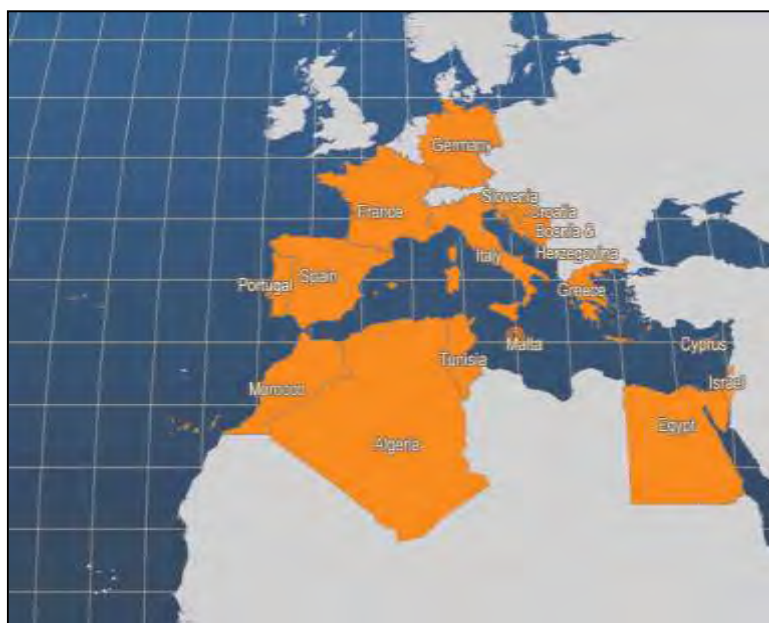 Germany
Slovenia
France
Croatia
Bosnia &
Herzegovina
Italy
Portugal
Spain
Greece
Malta
Cyprus
Tunisia
Israel
Morocco
Egypt
Algeria